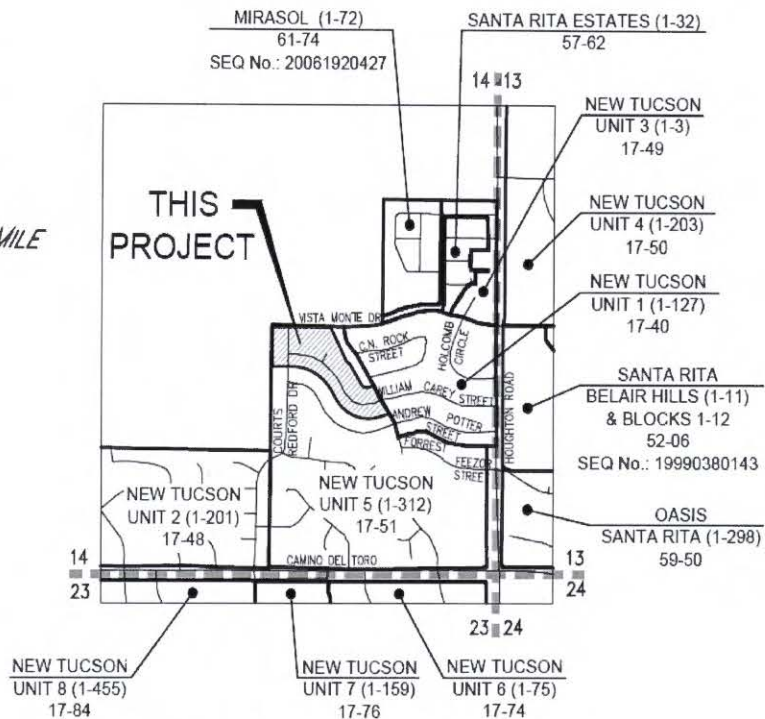 MIRASOL (1-72)
61-74
SEQ No.: 20061920427
SANTA RITA ESTATES (1-32)
57-62
14 13
NEW TUCSON
UNIT 3 (1-3)
17-49
NEW TUCSON
UNIT 4 (1-203)
17-50
NEW TUCSON
UNIT 1 (1-127)
17-40
MILE
THIS
PROJECT
VISTA MONTE DR
C.N. ROCK
STREET
HOLCOMB
CIRCLE
WILLIAM CAREY STREET
ANDREW POTTER
STREET
FORREST
FEEZOR
STREET
COURTS
REDFORD DR
HOUGHTON ROAD
SANTA RITA
BELAIR HILLS (1-11)
& BLOCKS 1-12
52-06
SEQ No.: 19990380143
NEW TUCSON
UNIT 2 (1-201)
17-48
NEW TUCSON
UNIT 5 (1-312)
17-51
OASIS
SANTA RITA (1-298)
59-50
CAMINO DEL TORO
14
23
13
24
23 24
NEW TUCSON
UNIT 8 (1-455)
17-84
NEW TUCSON
UNIT 7 (1-159)
17-76
NEW TUCSON
UNIT 6 (1-75)
17-74